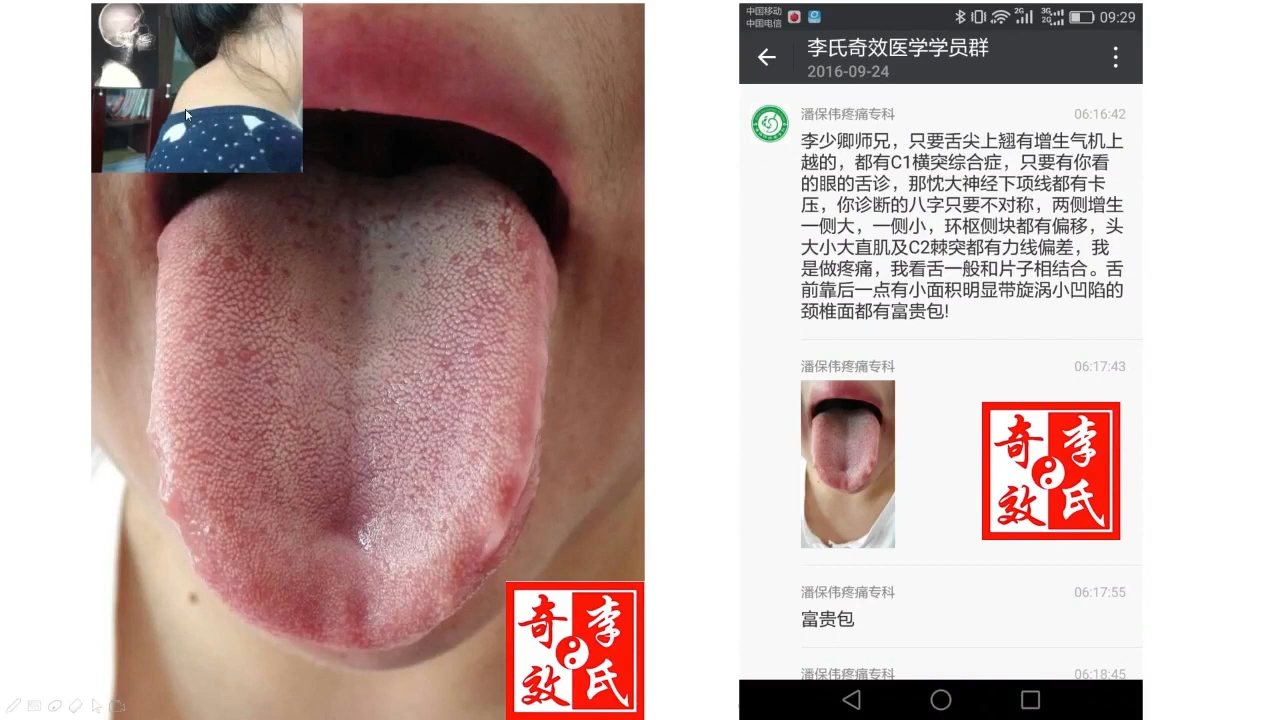 李氏奇效
中国移动
中国电信
2G
3G
2G
09:29
李氏奇效医学学员群
2016-09-24
潘保伟疼痛专科
06:16:42
李少卿师兄，只要舌尖上翘有增生气机上
越的，都有C1横突综合症，只要有你看
的眼的舌诊，那忱大神经下项线都有卡
压，你诊断的八字只要不对称，两侧增生
一侧大，一侧小，环枢侧块都有偏移，头
大小大直肌及C2棘突都有力线偏差，我
是做疼痛，我看舌一般和片子相结合。舌
前靠后一点有小面积明显带旋涡小凹陷的
颈椎面都有富贵包!
潘保伟疼痛专科
06:17:43
李氏奇效
潘保伟疼痛专科
06:17:55
富贵包
潘保伟疼痛专科
06:18:45